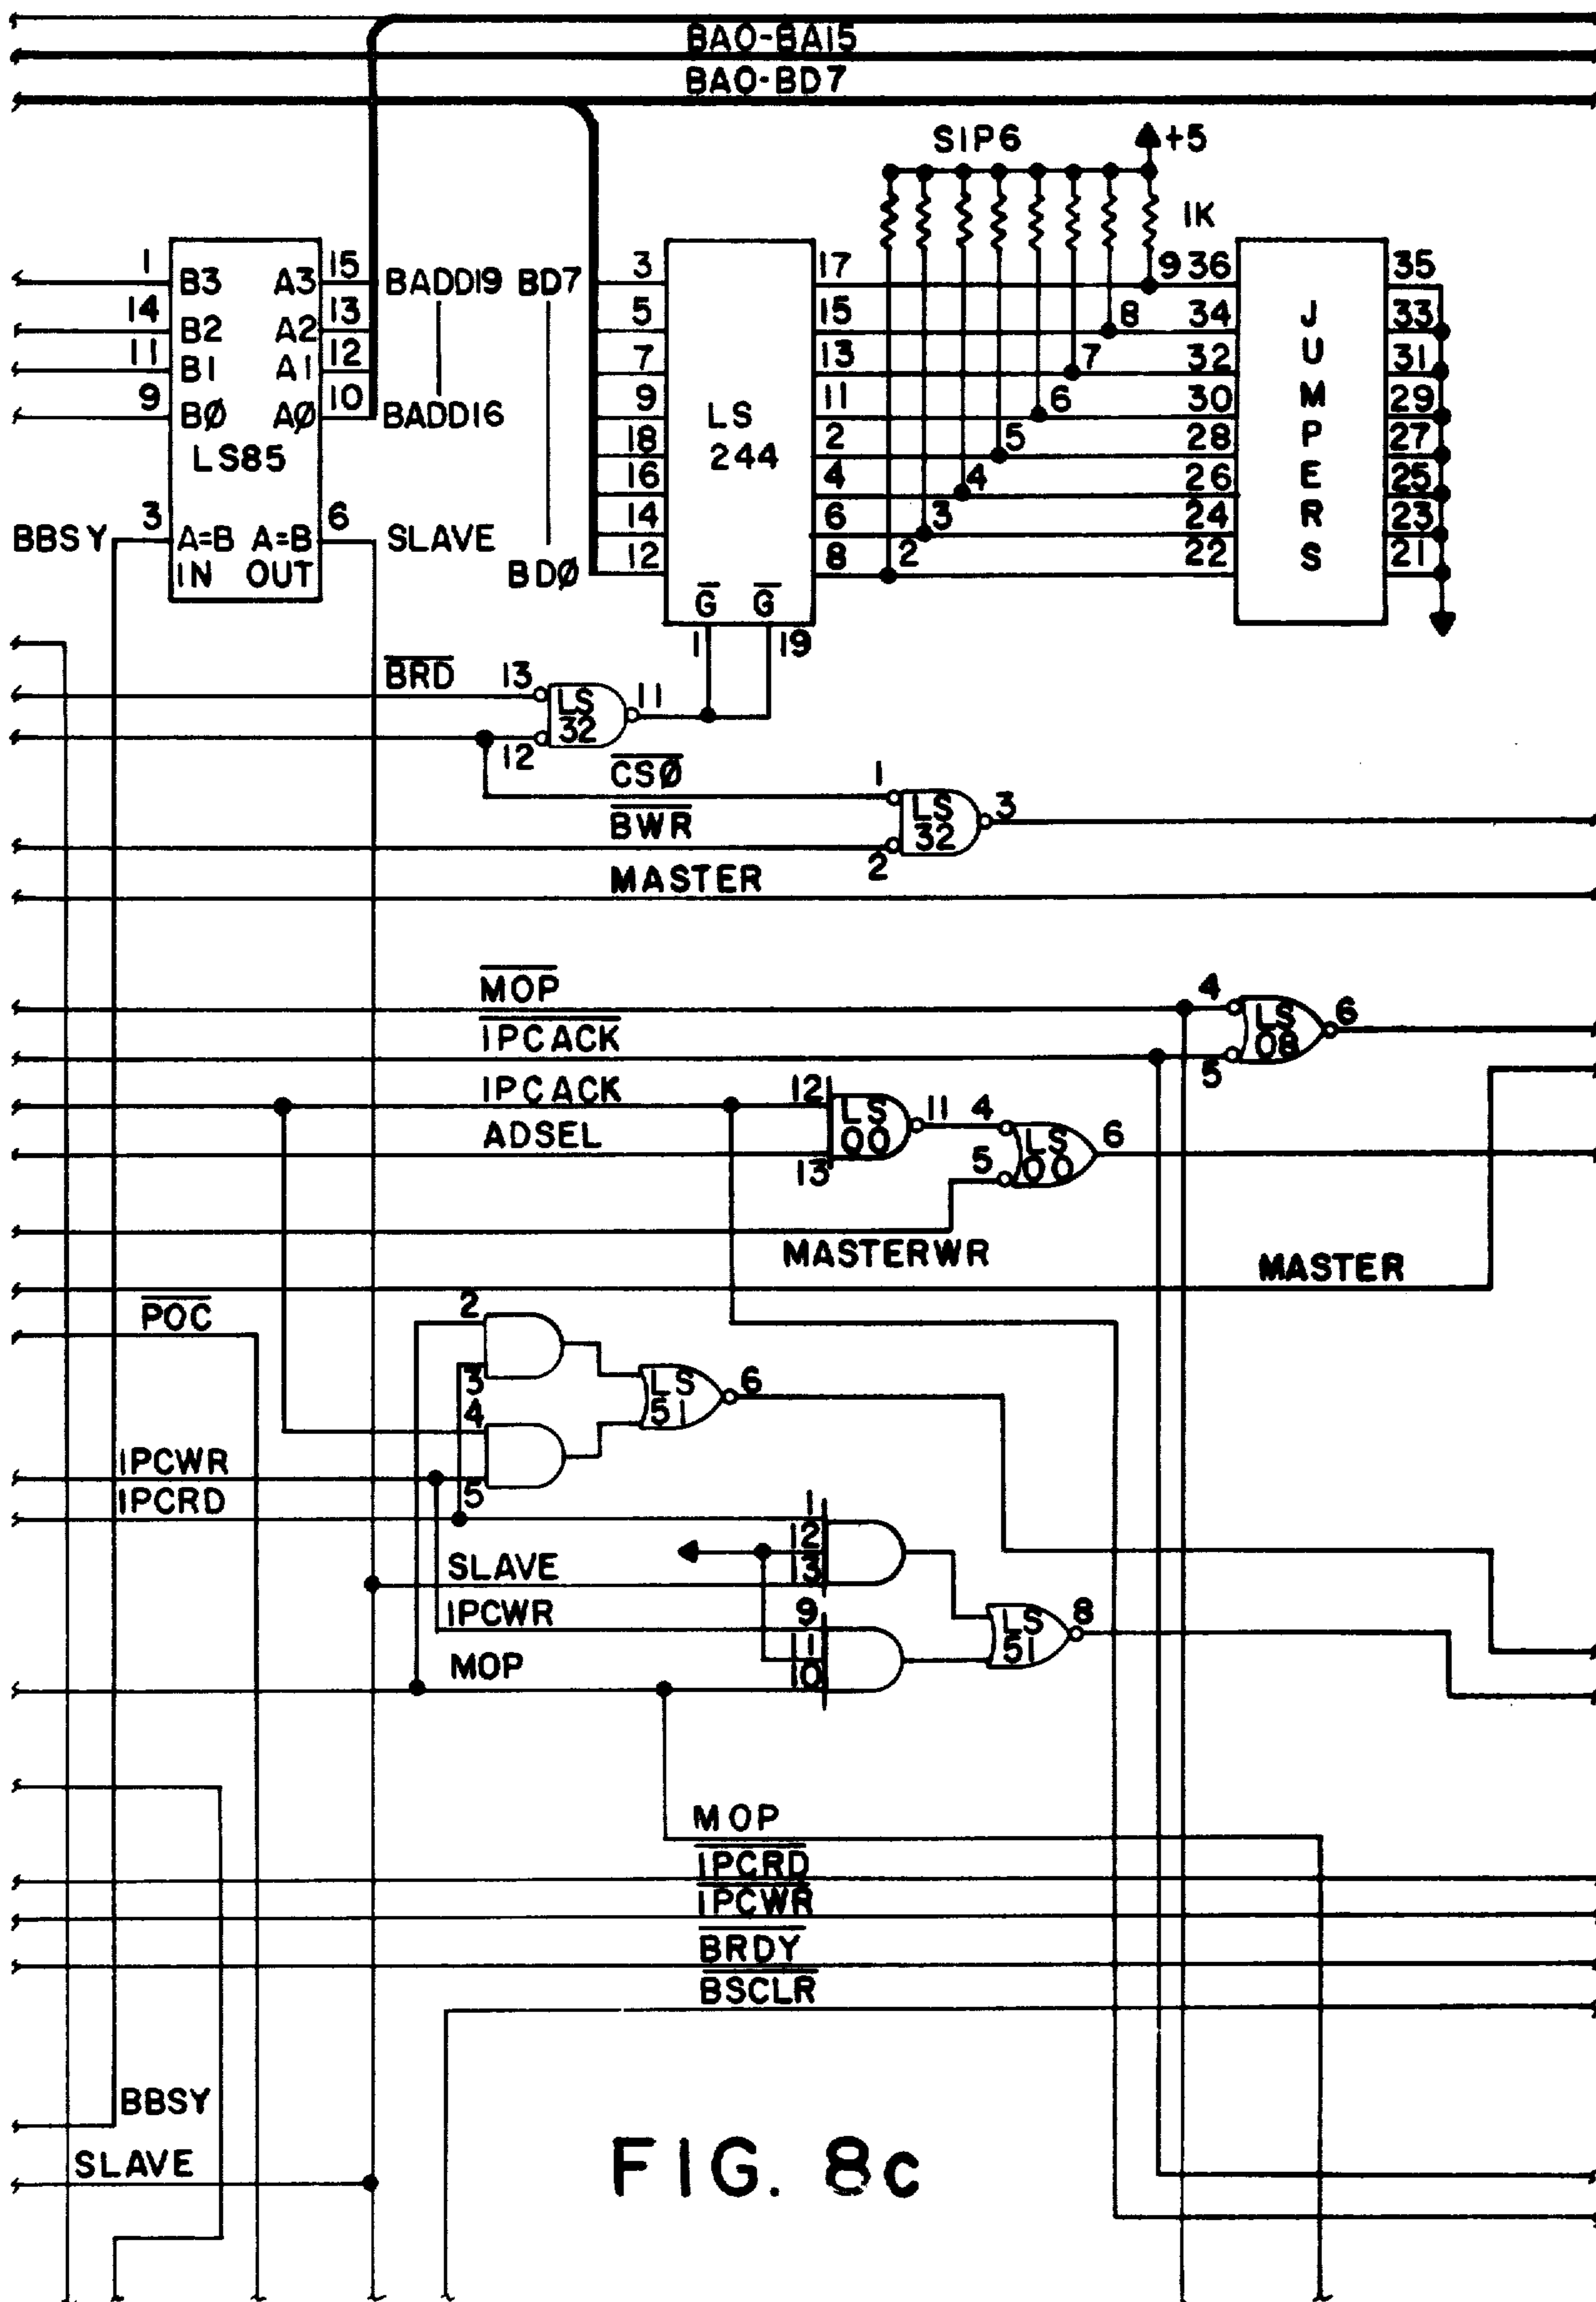 BA0-BA15
BA0-BD7
SIP6 +5
1K
1 B3 A3 15 BADD19 BD7 3 17 9 36 35
14 B2 A2 13 5 15 8 34 J 33
11 B1 A1 12 7 13 7 32 U 31
9 BØ AØ 10 BADD16 9 LS 11 6 30 M 29
LS85 18 244 2 5 28 P 27
16 4 4 26 E 25
BBSY 3 A=B A=B 6 SLAVE 14 6 3 24 R 23
IN OUT BDØ 12 8 2 22 S 21
G G
1 19
BRD 13 LS 11
12 32
CSØ 1 LS 3
BWR 2 32
MASTER
MOP 4 LS 6
IPCACK 5 08
IPCACK 12 LS 11 4 LS 6
ADSEL 13 00 5 00
MASTERWR MASTER
POC 2
3 LS 6
4 51
IPCWR 5
IPCRD 1
12
SLAVE 13
IPCWR 9 LS 8
11 51
MOP 10
MOP
IPCRD
IPCWR
BRDY
BSCLR
BBSY
SLAVE
FIG. 8c